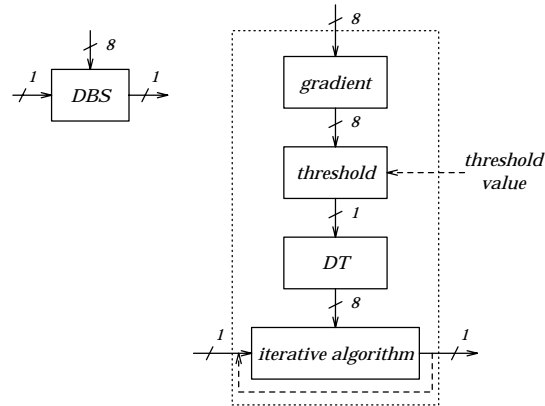 8
1
DBS
1
8
gradient
8
threshold
threshold
value
1
DT
8
1
iterative algorithm
1